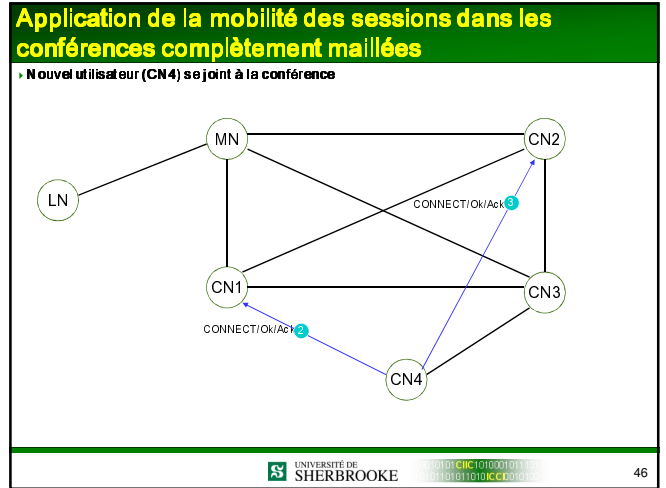 Application de la mobilité des sessions dans les
conférences complètement maillées
Nouvel utilisateur (CN4) se joint à la conférence
MN
CN2
LN
CONNECT/Ok/Ack 3
CN1
CN3
CONNECT/Ok/Ack 2
CN4
UNIVERSITÉ DE
SHERBROOKE
46